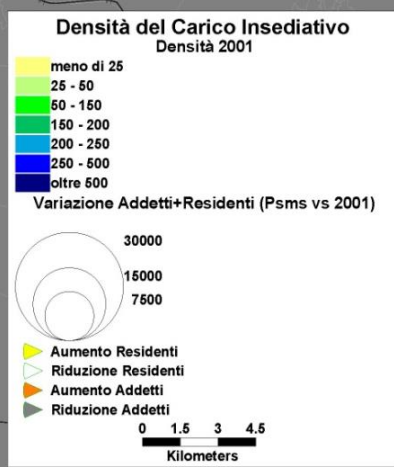 Densità del Carico Insediativo
Densità 2001
meno di 25
25 - 50
50 - 150
150 - 200
200 - 250
250 - 500
oltre 500
Variazione Addetti+Residenti (Psms vs 2001)
30000
15000
7500
Aumento Residenti
Riduzione Residenti
Aumento Addetti
Riduzione Addetti
0 1.5 3 4.5
Kilometers